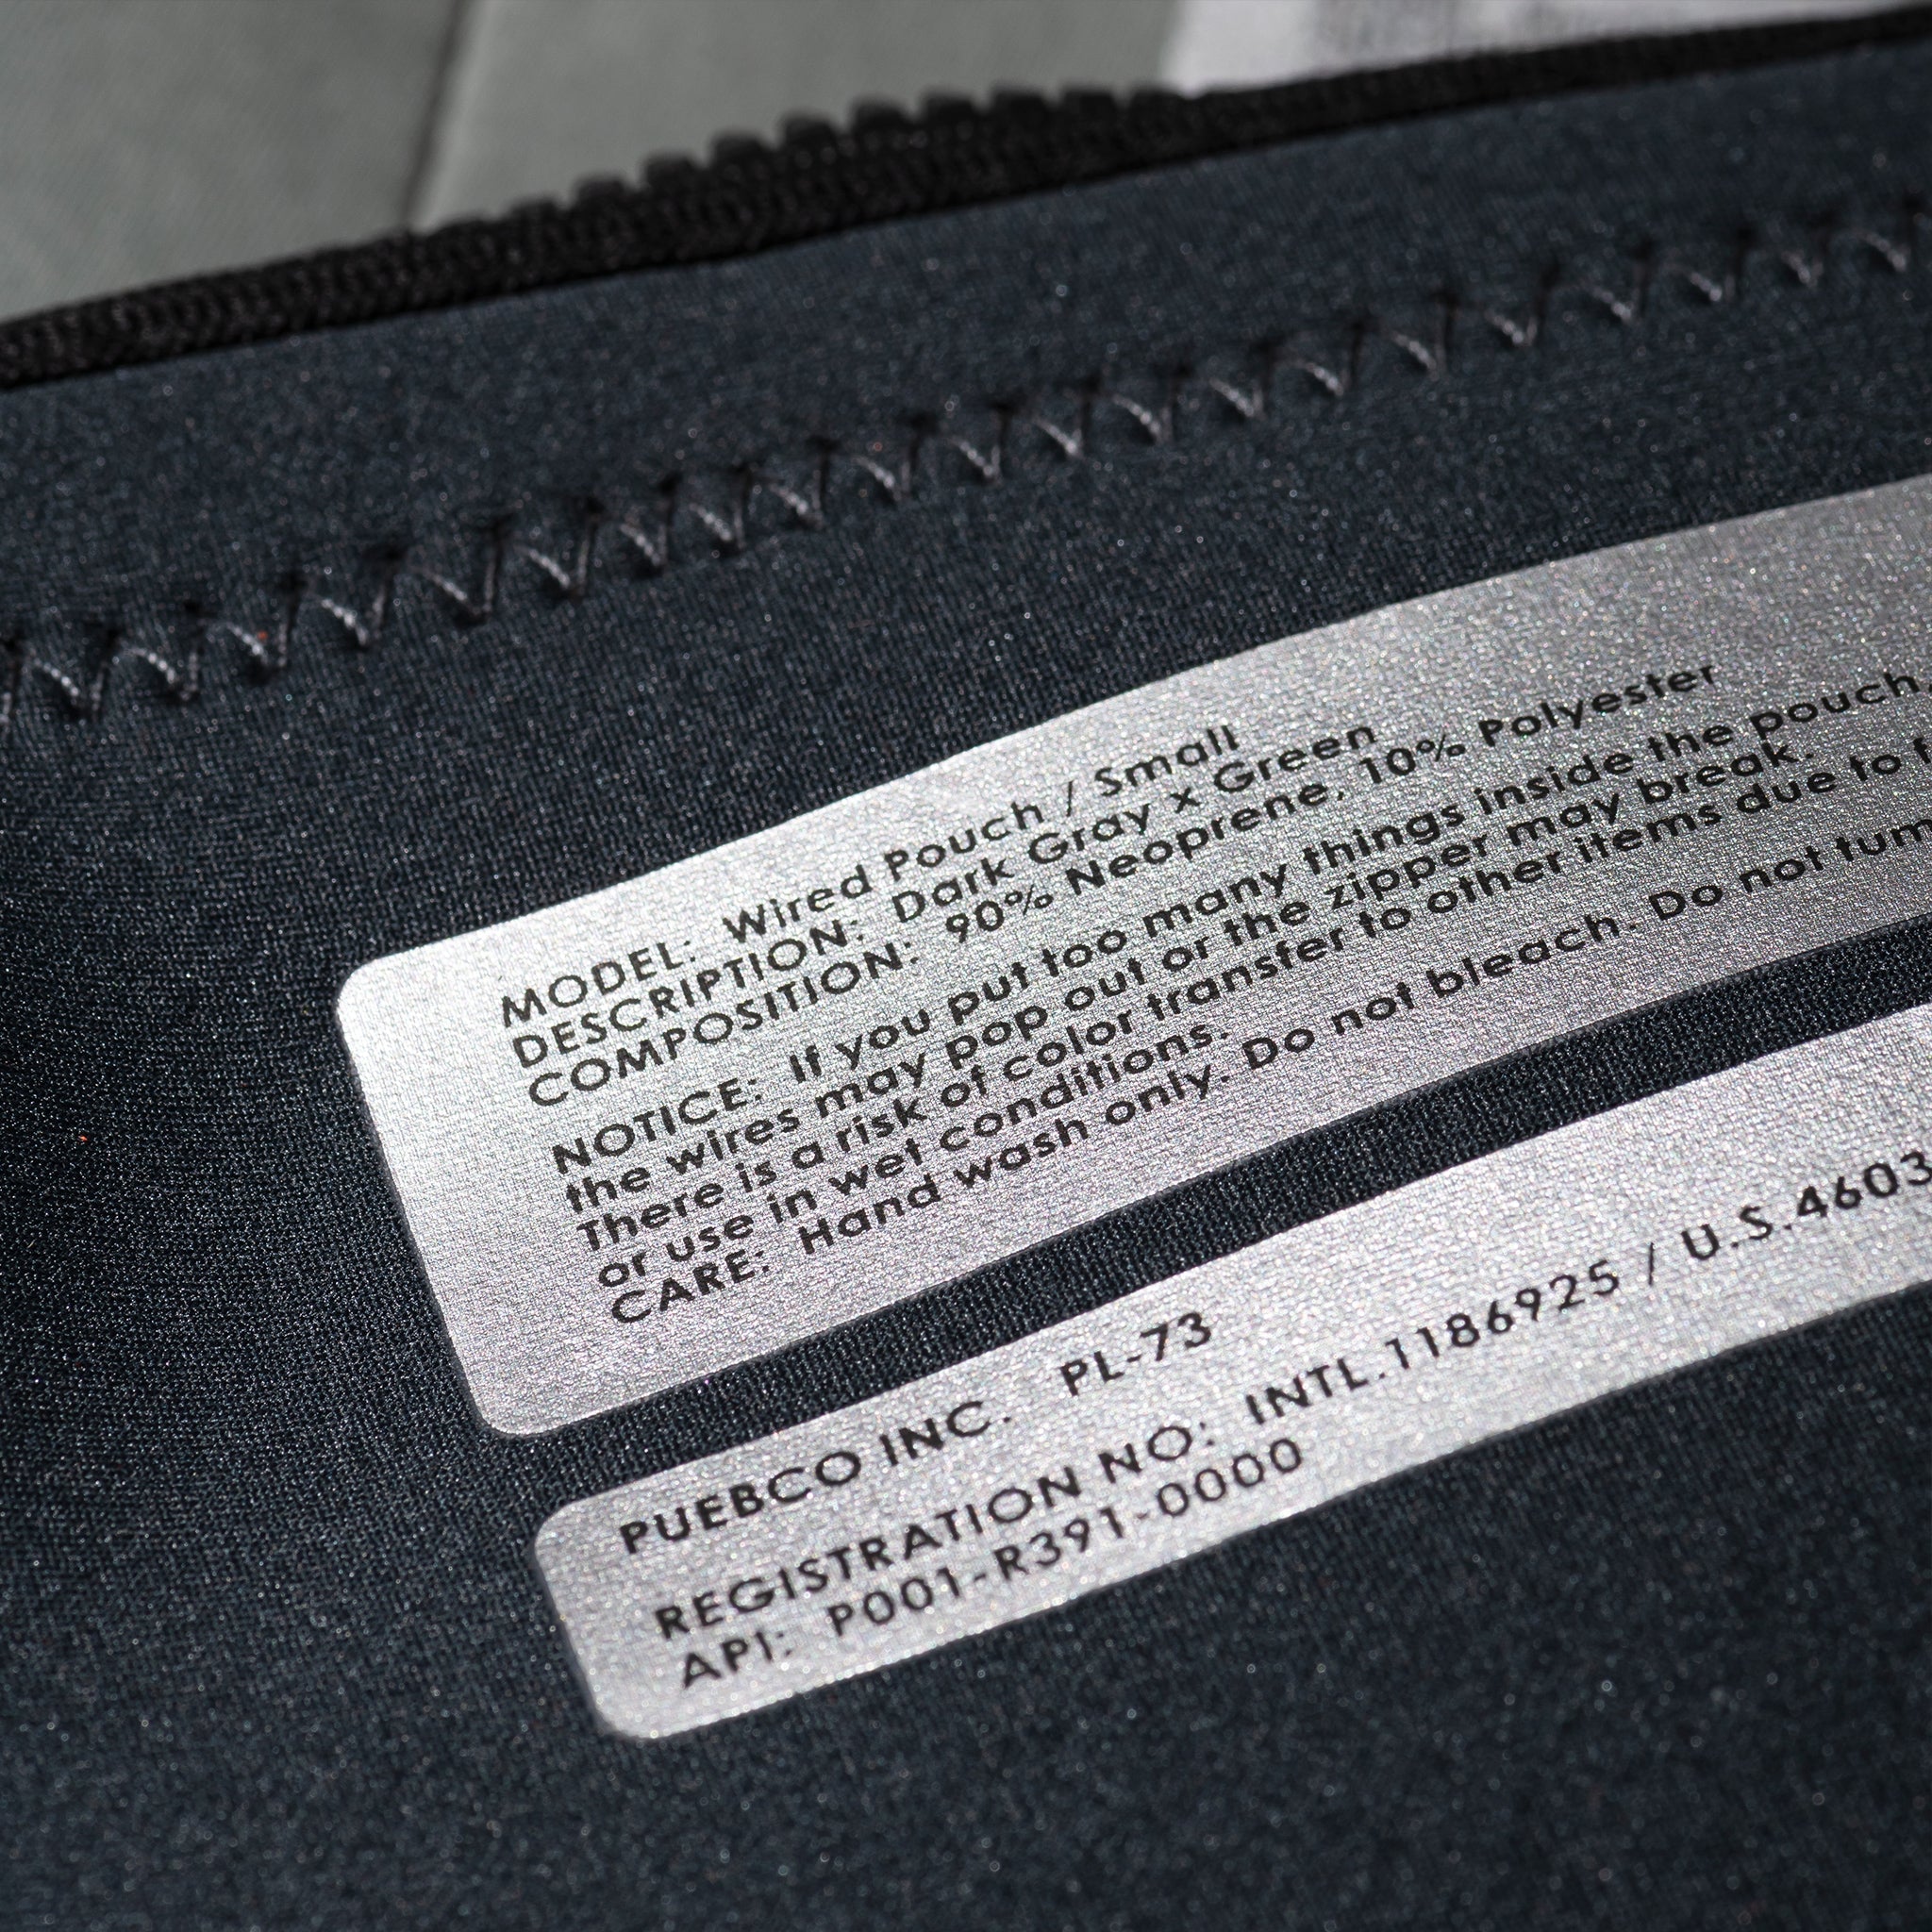 MODEL: Wired Pouch / Small
DESCRIPTION: Dark Gray x Green
COMPOSITION: 90% Neoprene, 10% Polyester
NOTICE: If you put too many things inside the pouch
the wires may pop out or the zipper may break.
There is a risk of color transfer to other items due to
or use in wet conditions.
CARE: Hand wash only. Do not bleach. Do not
PUEBCO INC. PL-73
REGISTRATION NO: INTL.1186925 / U.S.4603
API: P001-R391-0000